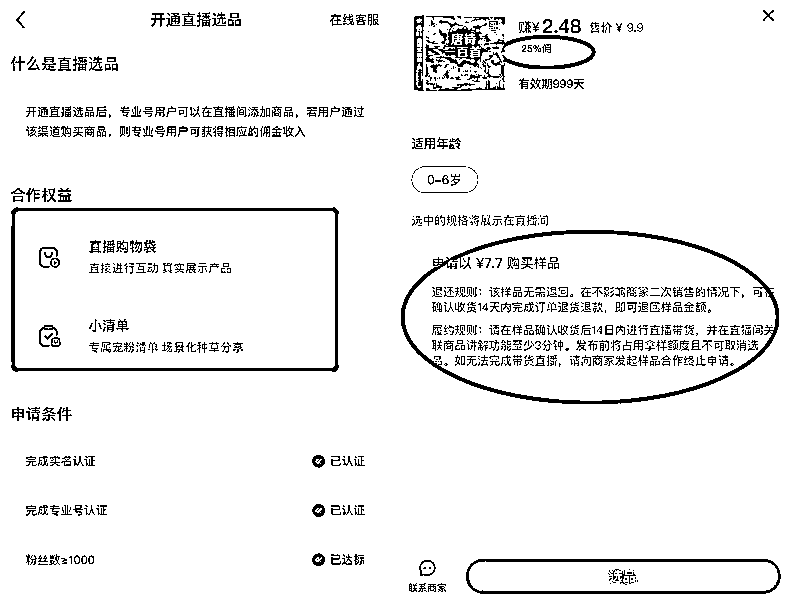 开通直播选品
在线客服
什么是直播选品
开通直播选品后，专业号用户可以在直播间添加商品，若用户通过
该渠道购买商品，则专业号用户可获得相应的佣金收入
合作权益
直播购物袋
直接进行互动 真实展示产品
小清单
专属宠粉清单 场景化种草分享
申请条件
完成实名认证
已认证
完成专业号认证
已认证
粉丝数≥1000
已达标
唐诗
三百首
赚¥2.48 售价 ¥ 9.9
25%佣
有效期999天
适用年龄
0-6岁
选中的规格将展示在直播间
申请以 ¥7.7 购买样品
退还规则：该样品无需退回。在不影响商家二次销售的情况下，可在
确认收货14天内完成订单退货退款，即可退回样品金额。
履约规则：请在样品确认收货后14日内进行直播带货，并在直播间关
联商品讲解功能至少3分钟。发布前将占用拿样额度且不可取消选
品。如无法完成带货直播，请向商家发起样品合作终止申请。
联系商家
选品